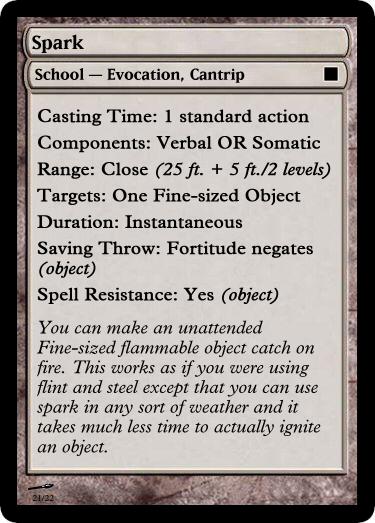 Spark
School — Evocation, Cantrip
Casting Time: 1 standard action
Components: Verbal OR Somatic
Range: Close (25 ft. + 5 ft./2 levels)
Targets: One Fine-sized Object
Duration: Instantaneous
Saving Throw: Fortitude negates
(object)
Spell Resistance: Yes (object)
You can make an unattended
Fine-sized flammable object catch on
fire. This works as if you were using
flint and steel except that you can use
spark in any sort of weather and it
takes much less time to actually ignite
an object.
21/22